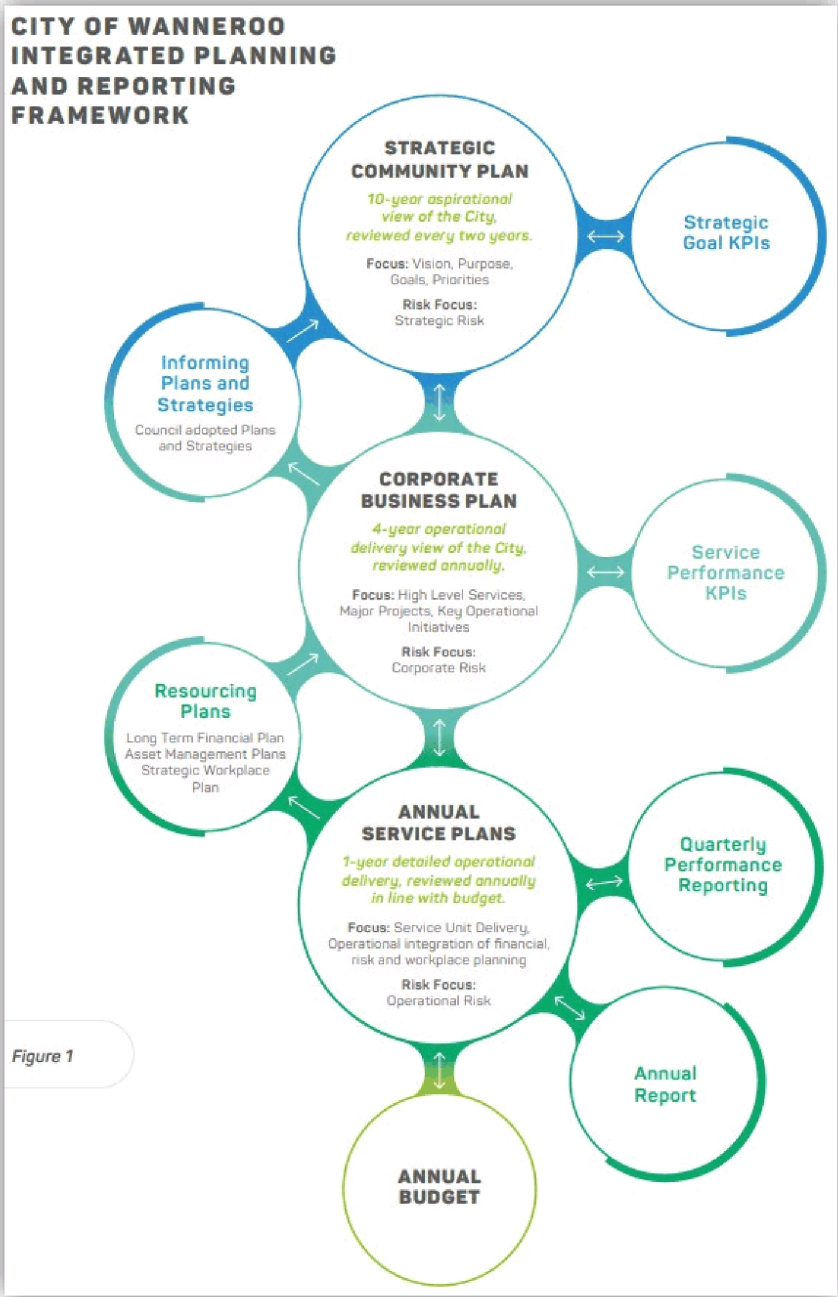 CITY OF WANNEROO
INTEGRATED PLANNING
AND REPORTING
FRAMEWORK
STRATEGIC
COMMUNITY PLAN
10-year aspirational
view of the City,
reviewed every two years.
Focus: Vision, Purpose,
Goals, Priorities
Risk Focus:
Strategic Risk
Strategic
Goal KPIs
Informing
Plans and
Strategies
Council adopted Plans
and Strategies
CORPORATE
BUSINESS PLAN
4-year operational
delivery view of the City,
reviewed annually.
Focus: High Level Services,
Major Projects, Key Operational
Initiatives
Risk Focus:
Corporate Risk
Service
Performance
KPIs
Resourcing
Plans
Long Term Financial Plan
Asset Management Plans
Strategic Workplace
Plan
ANNUAL
SERVICE PLANS
1-year detailed operational
delivery, reviewed annually
in line with budget.
Focus: Service Unit Delivery,
Operational integration of financial,
risk and workplace planning
Risk Focus:
Operational Risk
Quarterly
Performance
Reporting
Annual
Report
Figure 1
ANNUAL
BUDGET